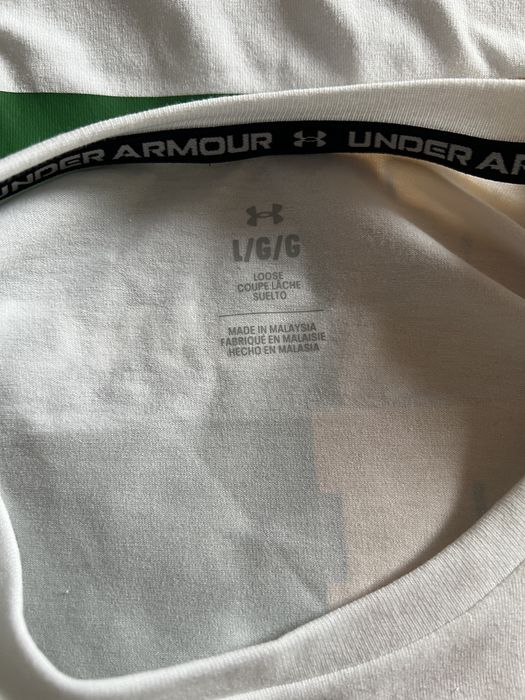 UNDER ARMOUR UNDER AR
L/G/G
LOOSE
COUPE LÂCHE
SUELTO
MADE IN MALAYSIA
FABRIQUÉ EN MALAISIE
HECHO EN MALASIA